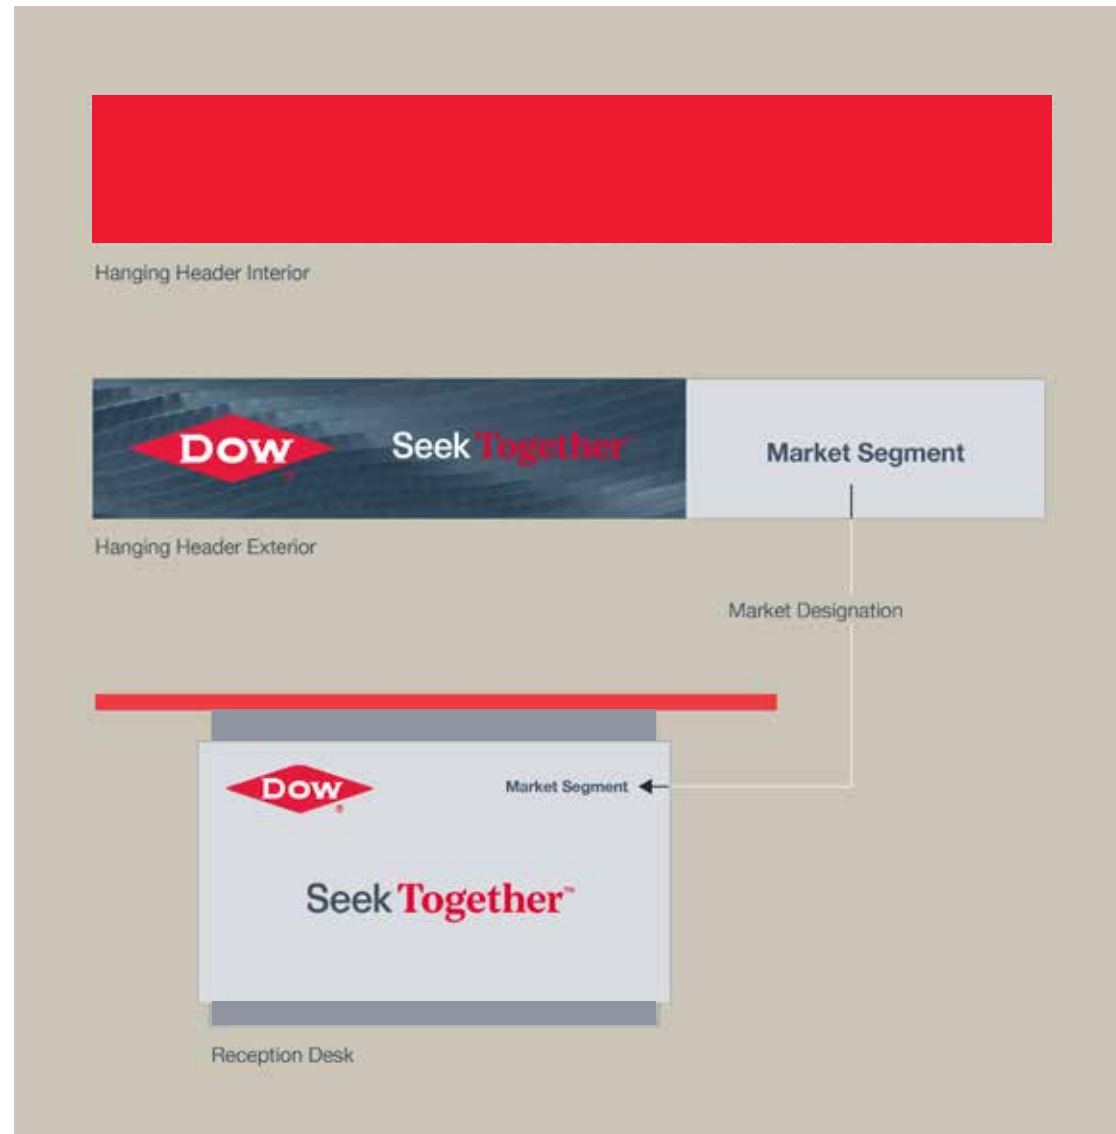 Hanging Header Interior
DOW®
Seek Together™
Market Segment
Hanging Header Exterior
Market Designation
DOW®
Market Segment
Seek Together™
Reception Desk